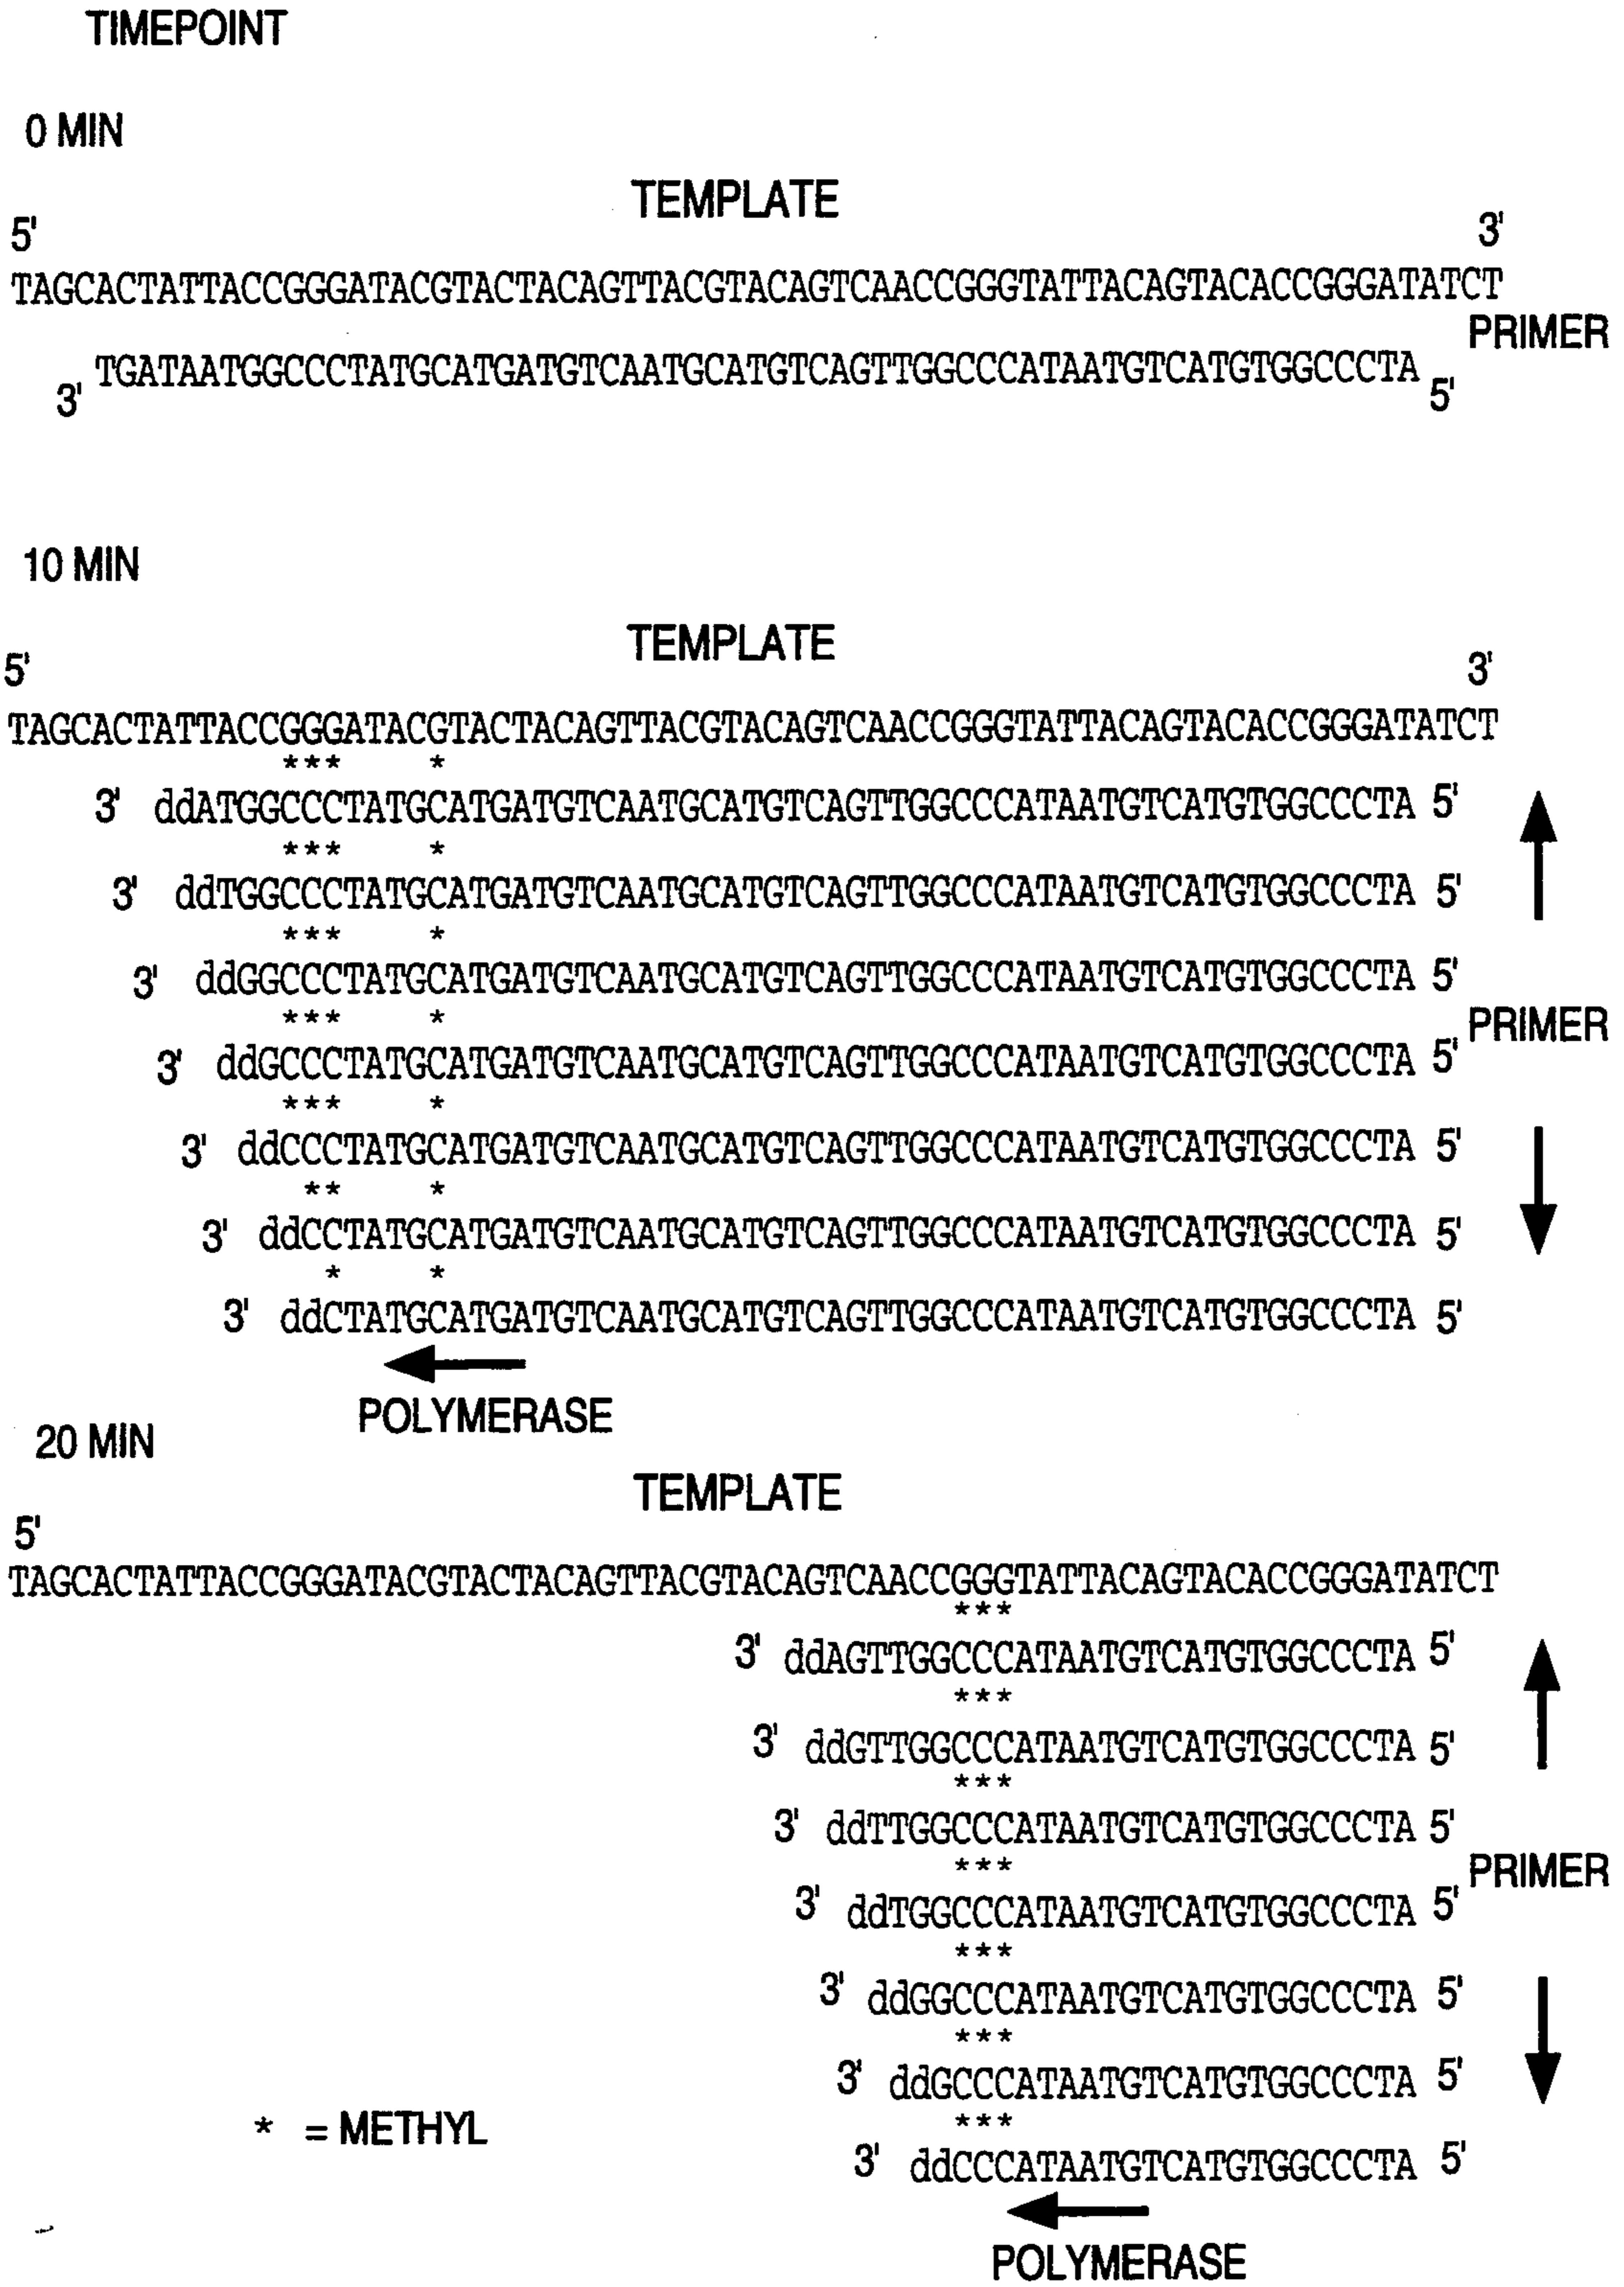 TIMEPOINT
0 MIN
TEMPLATE
5' 3'
TAGCACTATTACCGGGATACGTACTACAGTTACGTACAGTCAACCGGGTATTACAGTACACCGGGATATCT
PRIMER
3' TGATAATGGCCCTATGCATGATGTCAATGCATGTCAGTTGGCCCATAATGTCATGTGGCCCTA 5'
10 MIN
TEMPLATE
5' 3'
TAGCACTATTACCGGGATACGTACTACAGTTACGTACAGTCAACCGGGTATTACAGTACACCGGGATATCT
*** *
3' ddATGGCCCTATGCATGATGTCAATGCATGTCAGTTGGCCCATAATGTCATGTGGCCCTA 5'
*** *
3' ddTGGCCCTATGCATGATGTCAATGCATGTCAGTTGGCCCATAATGTCATGTGGCCCTA 5'
*** *
3' ddGGCCCTATGCATGATGTCAATGCATGTCAGTTGGCCCATAATGTCATGTGGCCCTA 5'
*** *
PRIMER
3' ddGCCCTATGCATGATGTCAATGCATGTCAGTTGGCCCATAATGTCATGTGGCCCTA 5'
*** *
3' ddCCCTATGCATGATGTCAATGCATGTCAGTTGGCCCATAATGTCATGTGGCCCTA 5'
** *
3' ddCCTATGCATGATGTCAATGCATGTCAGTTGGCCCATAATGTCATGTGGCCCTA 5'
* *
3' ddCTATGCATGATGTCAATGCATGTCAGTTGGCCCATAATGTCATGTGGCCCTA 5'
POLYMERASE
20 MIN
TEMPLATE
5'
TAGCACTATTACCGGGATACGTACTACAGTTACGTACAGTCAACCGGGTATTACAGTACACCGGGATATCT
***
3' ddAGTTGGCCCATAATGTCATGTGGCCCTA 5'
***
3' ddGTTGGCCCATAATGTCATGTGGCCCTA 5'
***
3' ddTTGGCCCATAATGTCATGTGGCCCTA 5'
***
PRIMER
3' ddTGGCCCATAATGTCATGTGGCCCTA 5'
***
3' ddGGCCCATAATGTCATGTGGCCCTA 5'
***
3' ddGCCCATAATGTCATGTGGCCCTA 5'
***
* = METHYL
3' ddCCCATAATGTCATGTGGCCCTA 5'
POLYMERASE